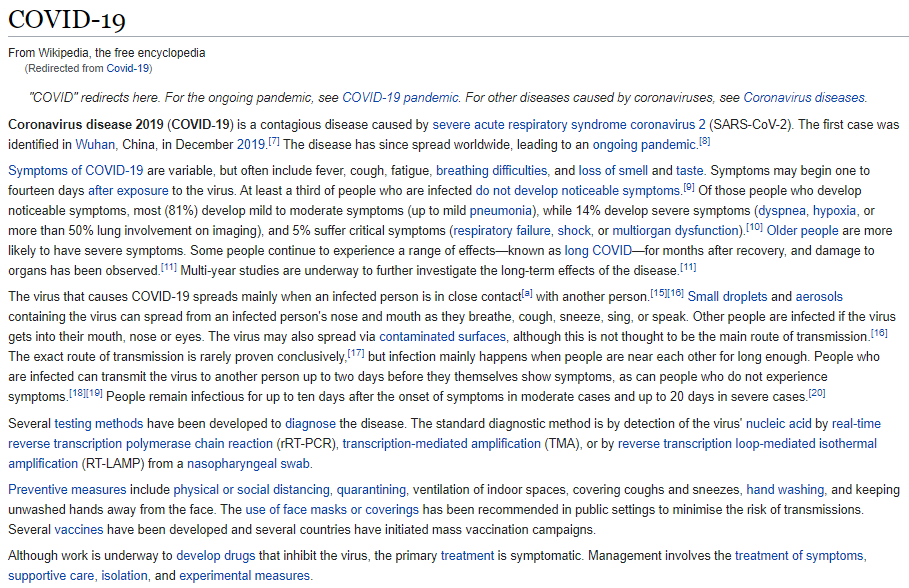 COVID-19
From Wikipedia, the free encyclopedia
(Redirected from Covid-19)
"COVID" redirects here. For the ongoing pandemic, see COVID-19 pandemic. For other diseases caused by coronaviruses, see Coronavirus diseases.
Coronavirus disease 2019 (COVID-19) is a contagious disease caused by severe acute respiratory syndrome coronavirus 2 (SARS-CoV-2). The first case was
identified in Wuhan, China, in December 2019.[7] The disease has since spread worldwide, leading to an ongoing pandemic.[8]
Symptoms of COVID-19 are variable, but often include fever, cough, fatigue, breathing difficulties, and loss of smell and taste. Symptoms may begin one to
fourteen days after exposure to the virus. At least a third of people who are infected do not develop noticeable symptoms.[9] Of those people who develop
noticeable symptoms, most (81%) develop mild to moderate symptoms (up to mild pneumonia), while 14% develop severe symptoms (dyspnea, hypoxia, or
more than 50% lung involvement on imaging), and 5% suffer critical symptoms (respiratory failure, shock, or multiorgan dysfunction).[10] Older people are more
likely to have severe symptoms. Some people continue to experience a range of effects—known as long COVID—for months after recovery, and damage to
organs has been observed.[11] Multi-year studies are underway to further investigate the long-term effects of the disease.[11]
The virus that causes COVID-19 spreads mainly when an infected person is in close contact[a] with another person.[15][16] Small droplets and aerosols
containing the virus can spread from an infected person's nose and mouth as they breathe, cough, sneeze, sing, or speak. Other people are infected if the virus
gets into their mouth, nose or eyes. The virus may also spread via contaminated surfaces, although this is not thought to be the main route of transmission.[16]
The exact route of transmission is rarely proven conclusively,[17] but infection mainly happens when people are near each other for long enough. People who
are infected can transmit the virus to another person up to two days before they themselves show symptoms, as can people who do not experience
symptoms.[18][19] People remain infectious for up to ten days after the onset of symptoms in moderate cases and up to 20 days in severe cases.[20]
Several testing methods have been developed to diagnose the disease. The standard diagnostic method is by detection of the virus' nucleic acid by real-time
reverse transcription polymerase chain reaction (rRT-PCR), transcription-mediated amplification (TMA), or by reverse transcription loop-mediated isothermal
amplification (RT-LAMP) from a nasopharyngeal swab.
Preventive measures include physical or social distancing, quarantining, ventilation of indoor spaces, covering coughs and sneezes, hand washing, and keeping
unwashed hands away from the face. The use of face masks or coverings has been recommended in public settings to minimise the risk of transmissions.
Several vaccines have been developed and several countries have initiated mass vaccination campaigns.
Although work is underway to develop drugs that inhibit the virus, the primary treatment is symptomatic. Management involves the treatment of symptoms,
supportive care, isolation, and experimental measures.